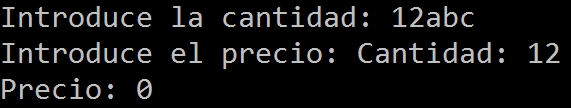 Introduce la cantidad: 12abc
Introduce el precio: Cantidad: 12
Precio: 0